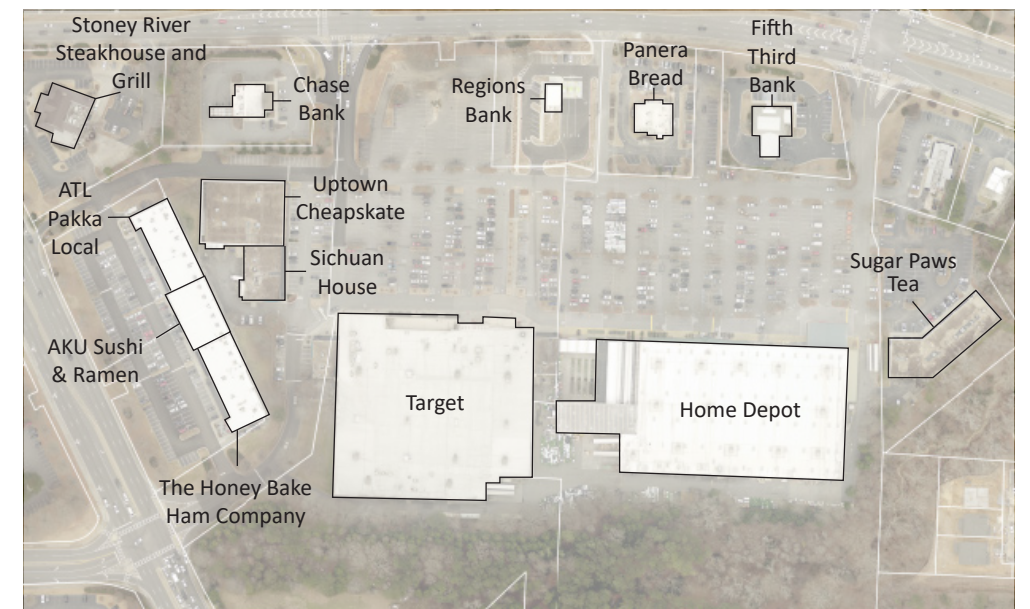 Stoney River
Steakhouse and
Grill
Chase
Bank
Regions
Bank
Panera
Bread
Fifth
Third
Bank
ATL
Pakka
Local
Uptown
Cheapskate
Sichuan
House
Sugar Paws
Tea
AKU Sushi
& Ramen
Target
Home Depot
The Honey Bake
Ham Company